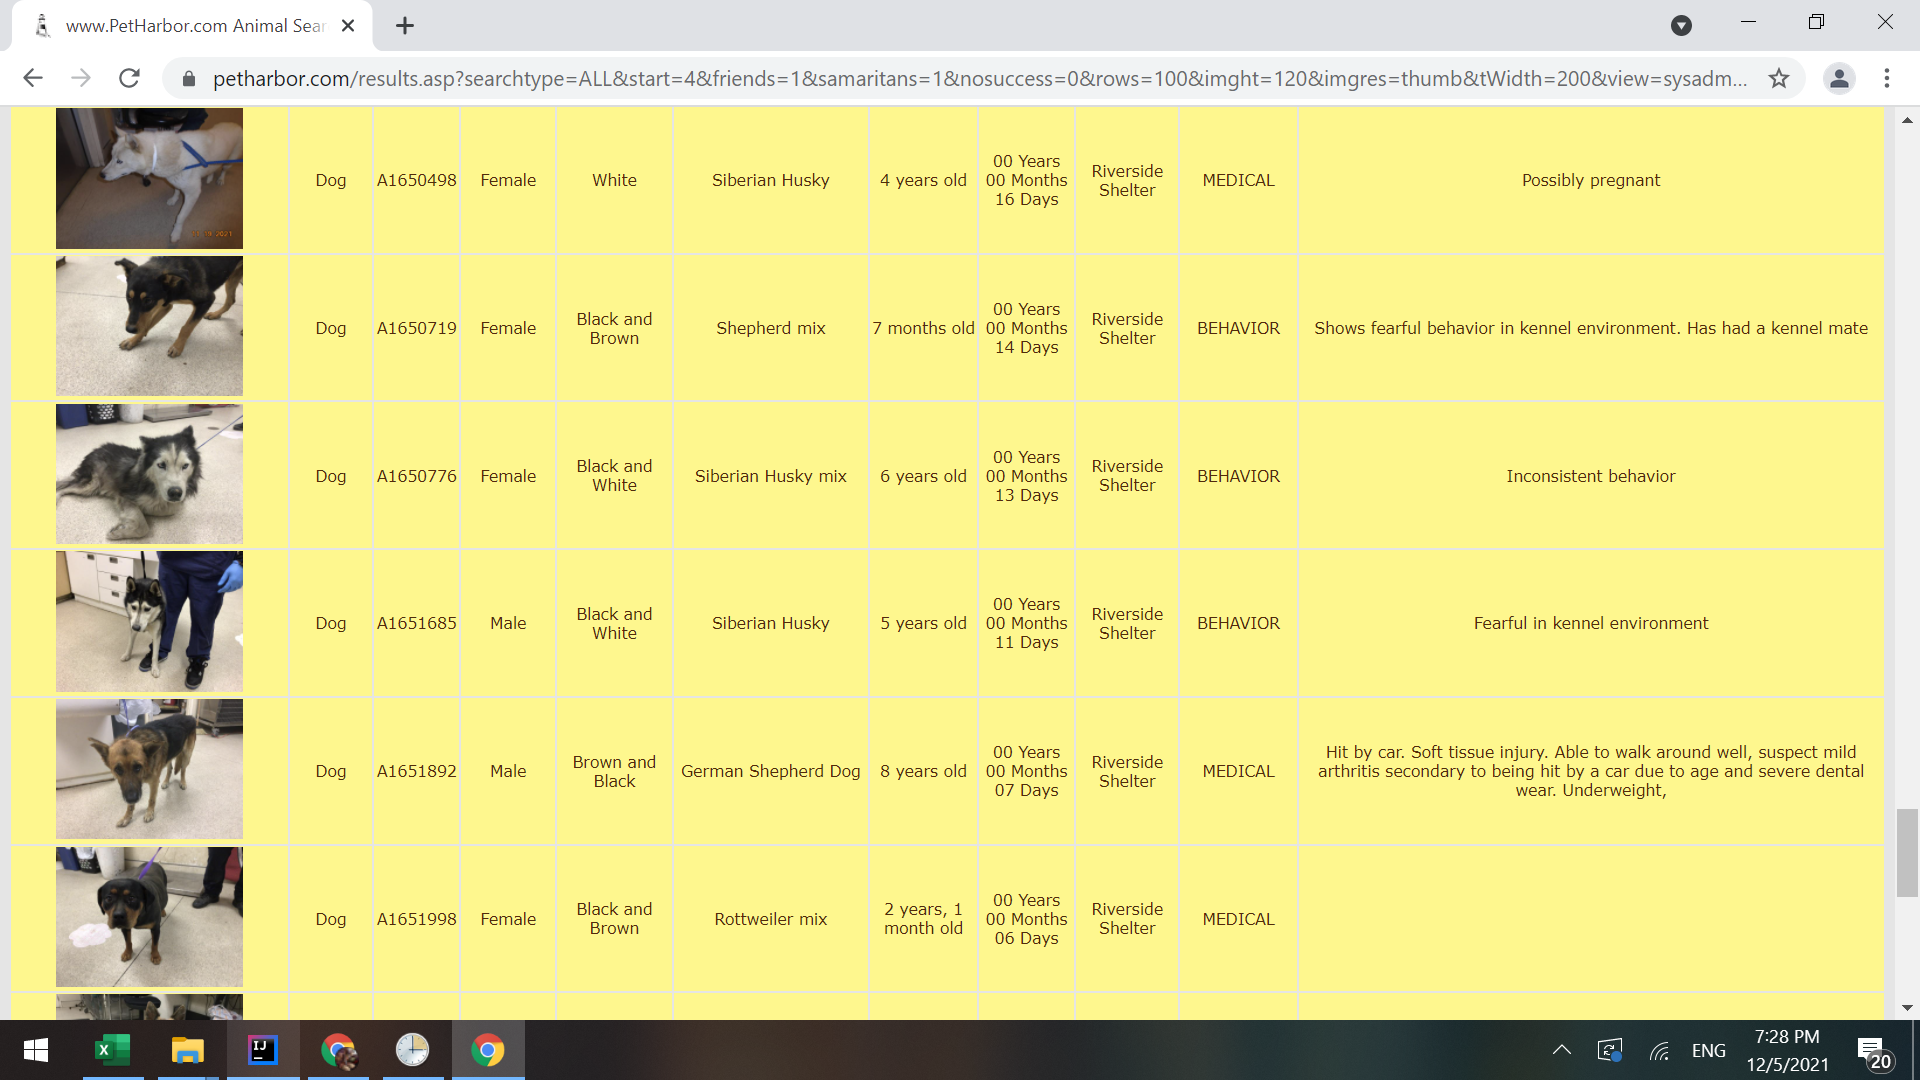 www.PetHarbor.com Animal Sear
petharbor.com/results.asp?searchtype=ALL&start=4&friends=1&samaritans=1&nosuccess=0&rows=100&imght=120&imgres=thumb&tWidth=200&view=sysadm...
Dog A1650498 Female White Siberian Husky 4 years old 00 Years 00 Months 16 Days Riverside Shelter MEDICAL Possibly pregnant
Dog A1650719 Female Black and Brown Shepherd mix 7 months old 00 Years 00 Months 14 Days Riverside Shelter BEHAVIOR Shows fearful behavior in kennel environment. Has had a kennel mate
Dog A1650776 Female Black and White Siberian Husky mix 6 years old 00 Years 00 Months 13 Days Riverside Shelter BEHAVIOR Inconsistent behavior
Dog A1651685 Male Black and White Siberian Husky 5 years old 00 Years 00 Months 11 Days Riverside Shelter BEHAVIOR Fearful in kennel environment
Dog A1651892 Male Brown and Black German Shepherd Dog 8 years old 00 Years 00 Months 07 Days Riverside Shelter MEDICAL Hit by car. Soft tissue injury. Able to walk around well, suspect mild arthritis secondary to being hit by a car due to age and severe dental wear. Underweight,
Dog A1651998 Female Black and Brown Rottweiler mix 2 years, 1 month old 00 Years 00 Months 06 Days Riverside Shelter MEDICAL
IJ
ENG
7:28 PM
12/5/2021
20